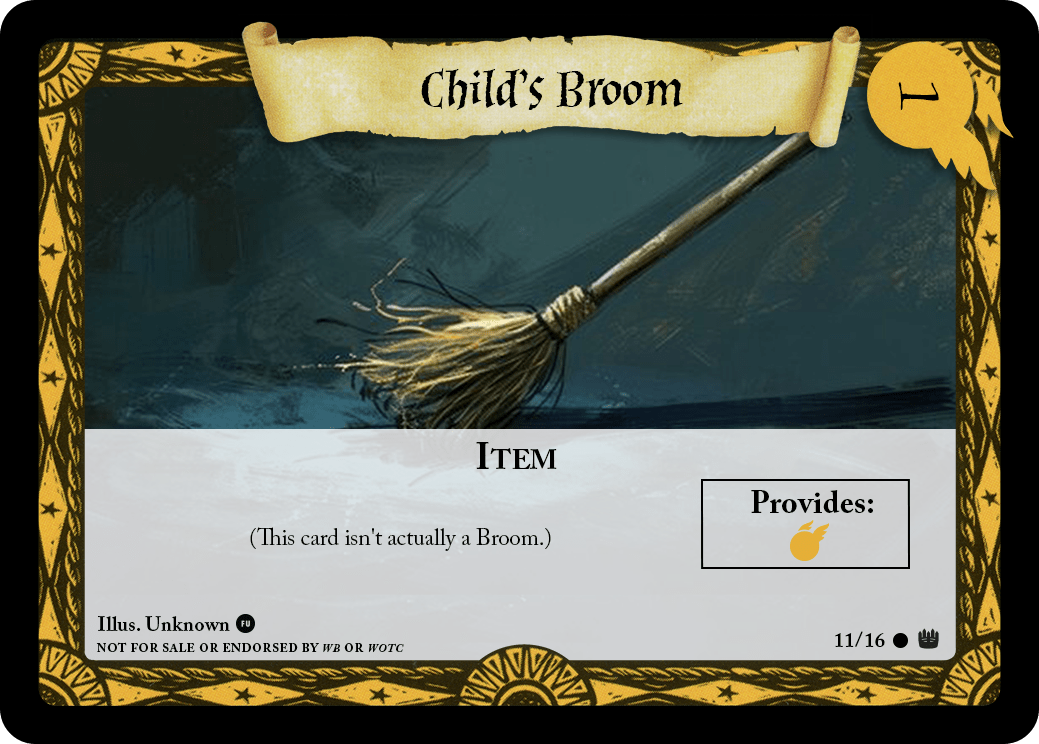 Child's Broom
1
Item
Provides:
(This card isn't actually a Broom.)
Illus. Unknown FU
NOT FOR SALE OR ENDORSED BY WB OR WOTC
11/16